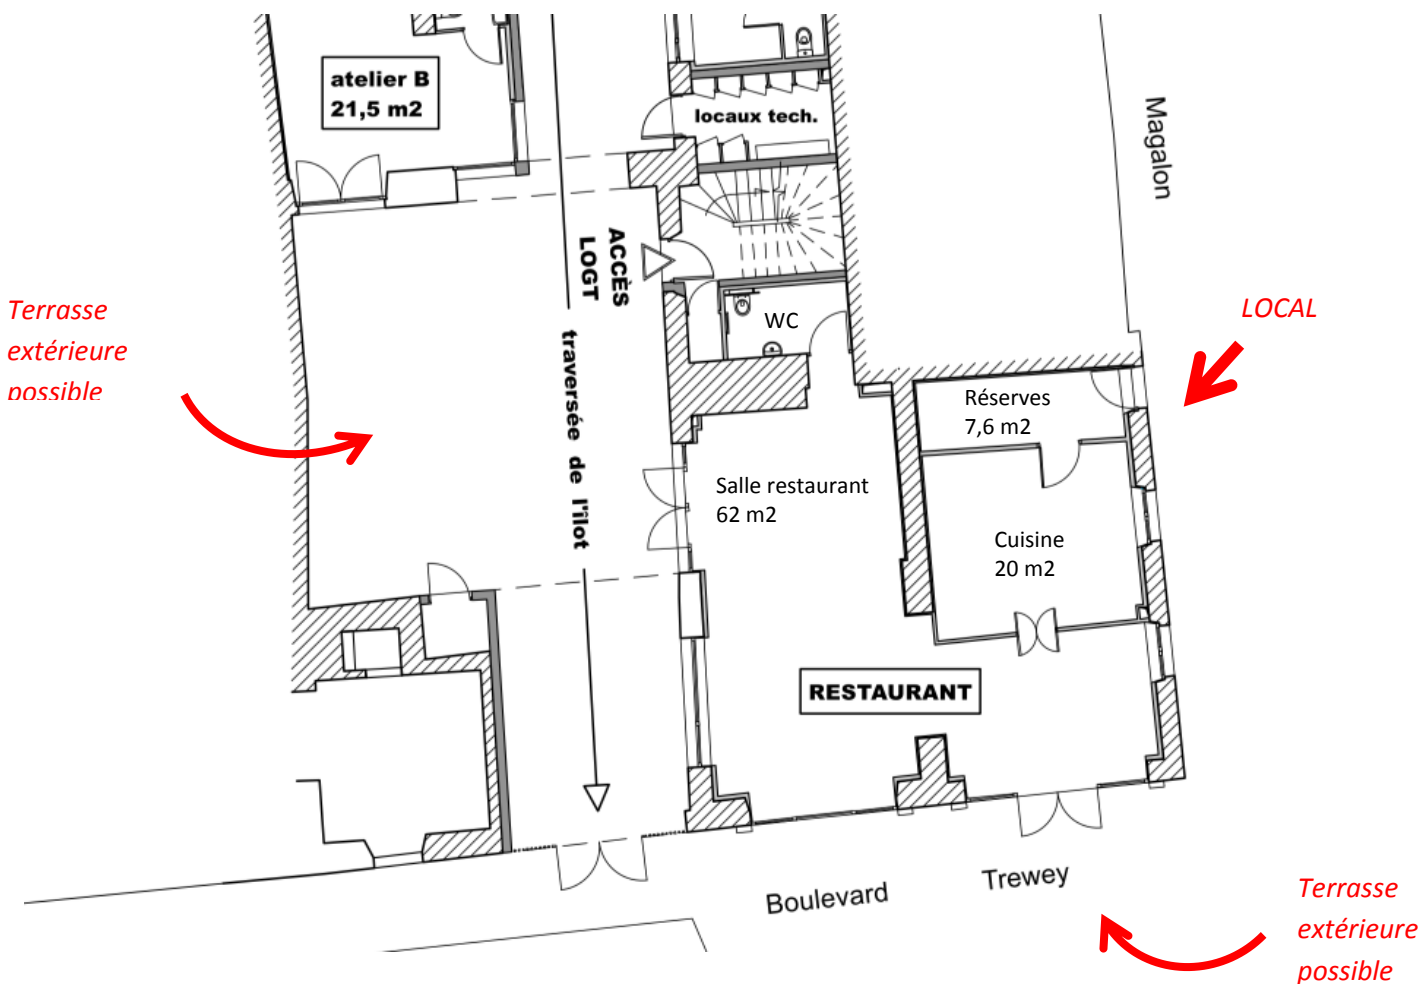 atelier B
21,5 m2
locaux tech.
Magalon
ACCÈS
LOGT
Terrasse
extérieure
possible
LOCAL
WC
traversée de l'îlot
Réserves
7,6 m2
Salle restaurant
62 m2
Cuisine
20 m2
RESTAURANT
Boulevard Trewey
Terrasse
extérieure
possible